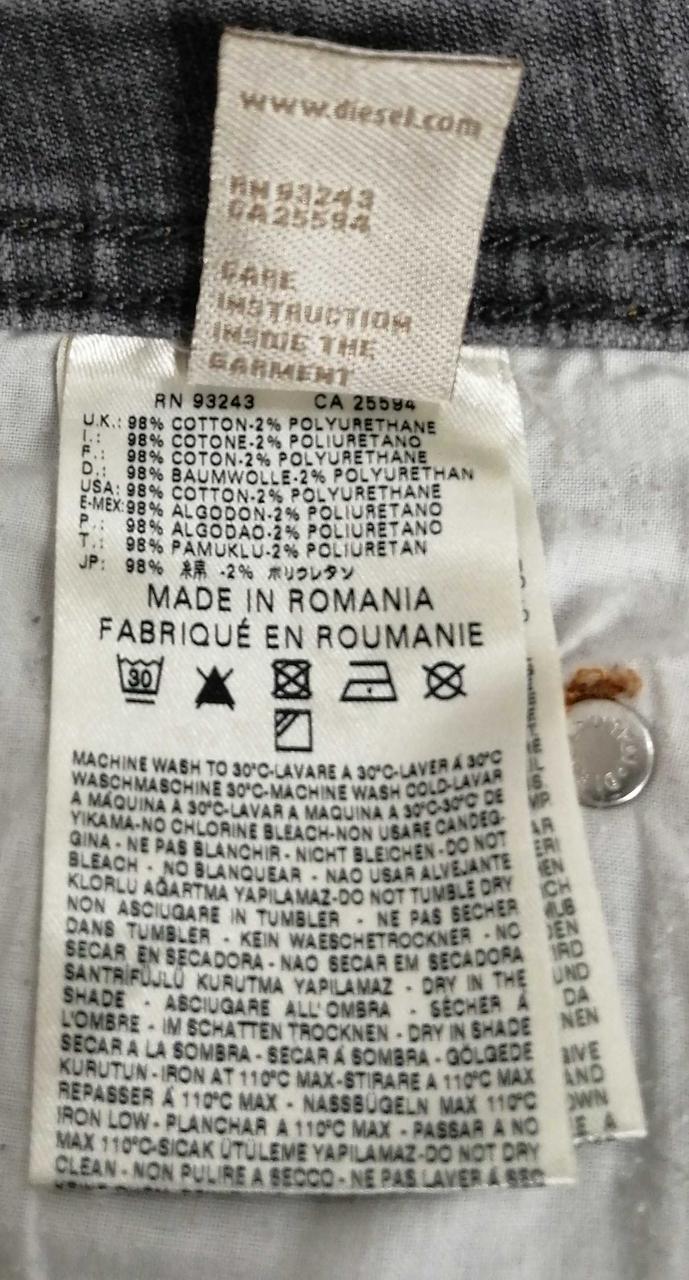 www.diesel.com
RN 93243
CA 25594
CARE
INSTRUCTION
INSIDE THE
GARMENT
RN 93243 CA 25594
U.K.: 98% COTTON-2% POLYURETHANE
I.: 98% COTONE-2% POLIURETANO
F.: 98% COTON-2% POLYURETHANE
D.: 98% BAUMWOLLE-2% POLYURETHAN
USA: 98% COTTON-2% POLYURETHANE
E-MEX: 98% ALGODON-2% POLIURETANO
P.: 98% ALGODAO-2% POLIURETANO
T.: 98% PAMUKLU-2% POLIURETAN
JP: 98% 綿 -2% ポリウレタン
MADE IN ROMANIA
FABRIQUÉ EN ROUMANIE
30
MACHINE WASH TO 30°C-LAVARE A 30°C-LAVER Á 30°C
WASCHMASCHINE 30°C-MACHINE WASH COLD-LAVAR
A MÁQUINA A 30°C-LAVAR A MAQUINA A 30°C-30°C' DE
YIKAMA-NO CHLORINE BLEACH-NON USARE CANDEG-
GINA - NE PAS BLANCHIR - NICHT BLEICHEN - DO NOT
BLEACH - NO BLANQUEAR - NAO USAR ALVEJANTE
KLORLU AĞARTMA YAPILAMAZ-DO NOT TUMBLE DRY
NON ASCIUGARE IN TUMBLER - NE PAS SÉCHER
DANS TUMBLER - KEIN WAESCHETROCKNER - NO
SECAR EN SECADORA - NAO SECAR EM SECADORA
SANTRİFÜJLÜ KURUTMA YAPILAMAZ - DRY IN THE
SHADE - ASCIUGARE ALL' OMBRA - SÉCHER Á
L'OMBRE - IM SCHATTEN TROCKNEN - DRY IN SHADE
SECAR A LA SOMBRA - SECAR Á SOMBRA - GÖLGEDE
KURUTUN - IRON AT 110°C MAX-STIRARE A 110°C MAX
REPASSER Á 110°C MAX - NASSBÜGELN MAX 110°C
IRON LOW - PLANCHAR A 110°C MAX - PASSAR A NO
MAX 110°C-SICAK ÜTÜLEME YAPILAMAZ-DO NOT DRY
CLEAN - NON PULIRE A SECCO - NE PAS LAVER Á SEC